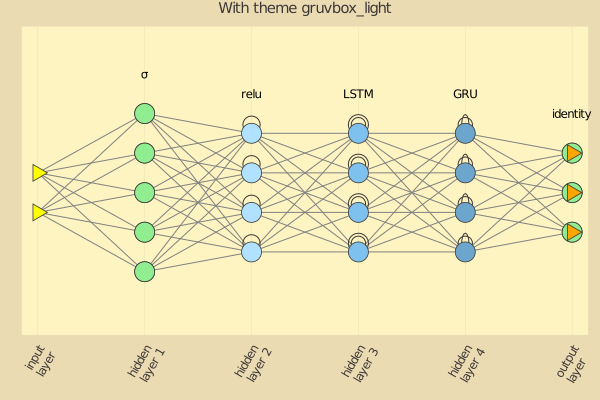 With theme gruvbox_light
σ
relu
LSTM
GRU
identity
input
layer
hidden
layer 1
hidden
layer 2
hidden
layer 3
hidden
layer 4
output
layer